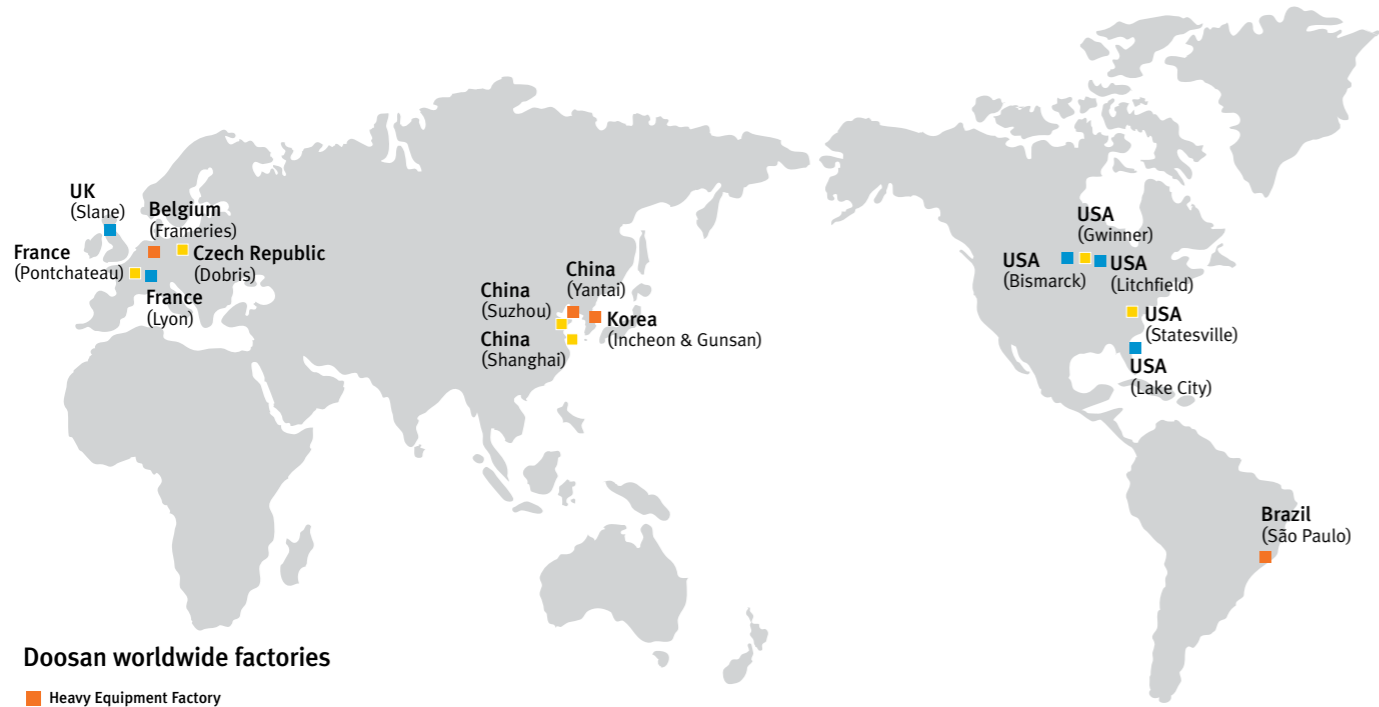 UK
(Slane)
Belgium
(Frameries)
France
(Pontchateau)
Czech Republic
(Dobris)
France
(Lyon)
China
(Yantai)
China
(Suzhou)
Korea
(Incheon & Gunsan)
China
(Shanghai)
USA
(Gwinner)
USA
(Bismarck)
USA
(Litchfield)
USA
(Statesville)
USA
(Lake City)
Brazil
(São Paulo)
Doosan worldwide factories
Heavy Equipment Factory